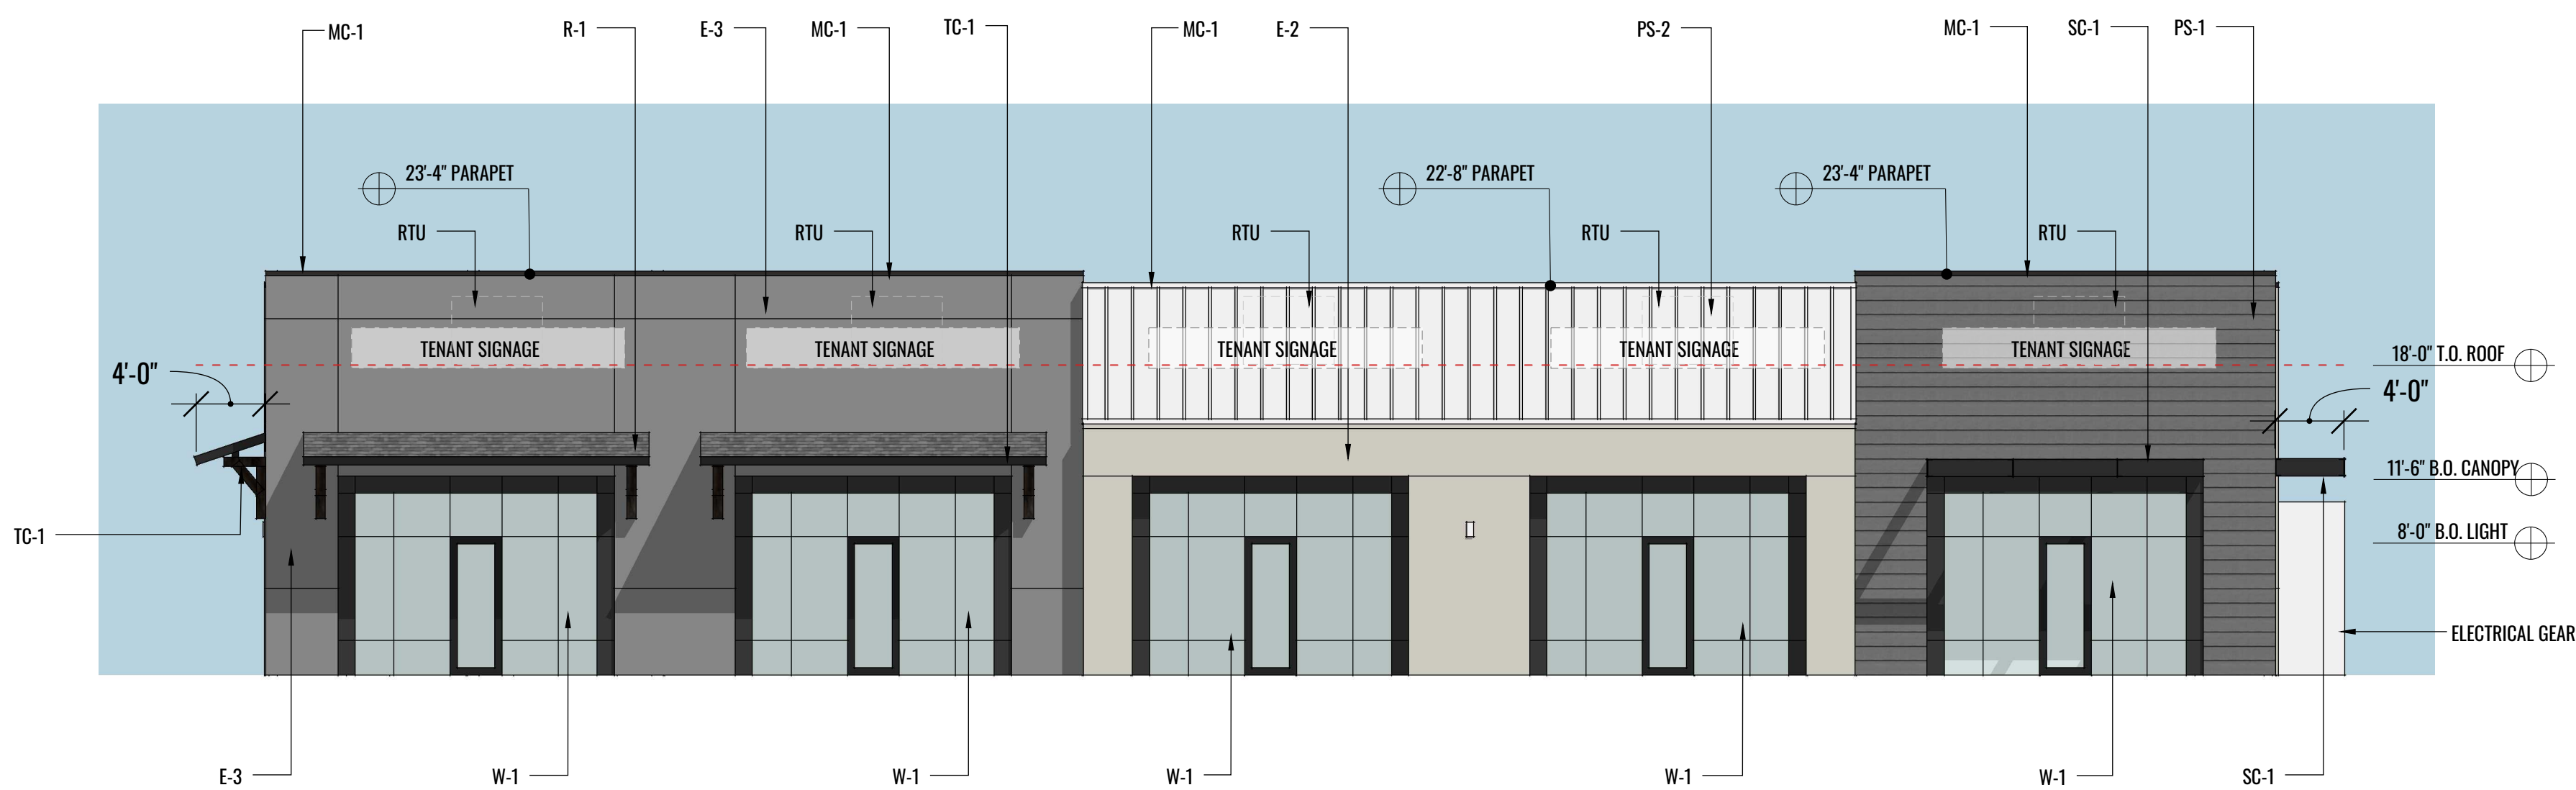 MC-1
R-1
E-3
MC-1
TC-1
MC-1
E-2
PS-2
MC-1
SC-1
PS-1
23'-4" PARAPET
22'-8" PARAPET
23'-4" PARAPET
RTU
RTU
RTU
RTU
RTU
TENANT SIGNAGE
TENANT SIGNAGE
TENANT SIGNAGE
TENANT SIGNAGE
TENANT SIGNAGE
18'-0" T.O. ROOF
4'-0"
4'-0"
11'-6" B.O. CANOPY
8'-0" B.O. LIGHT
TC-1
ELECTRICAL GEAR
E-3
W-1
W-1
W-1
W-1
W-1
SC-1